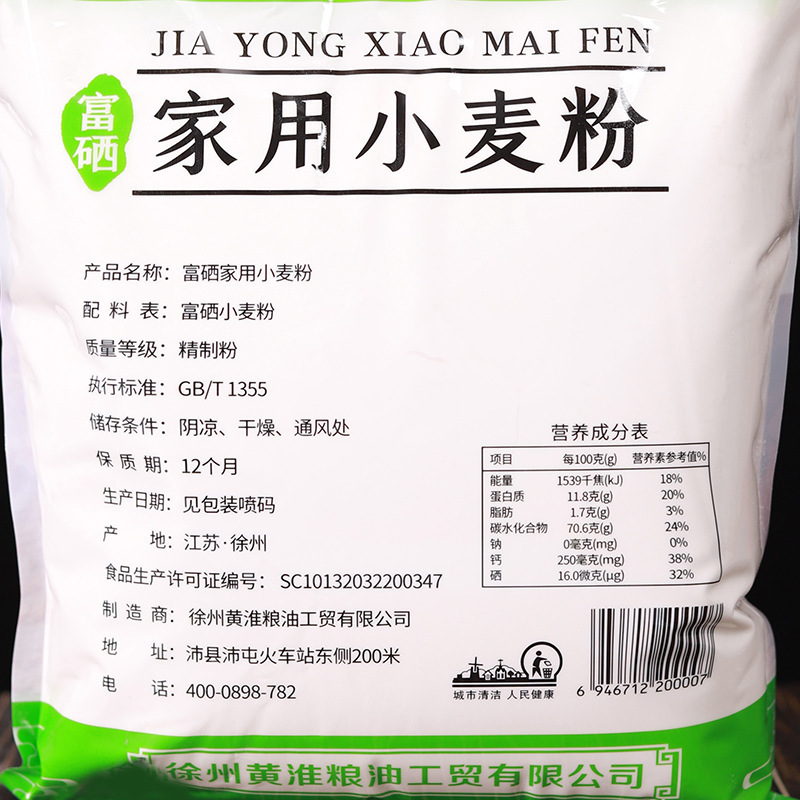 JIA YONG XIAO MAI FEN
富硒
家用小麦粉
产品名称：富硒家用小麦粉
配料表：富硒小麦粉
质量等级：精制粉
执行标准：GB/T 1355
储存条件：阴凉、干燥、通风处
保质期：12个月
生产日期：见包装喷码
产地：江苏·徐州
食品生产许可证编号：SC10132032200347
制造商：徐州黄淮粮油工贸有限公司
地址：沛县沛屯火车站东侧200米
电话：400-0898-782
营养成分表
项目 每100克(g) 营养素参考值%
能量 1539千焦(kJ) 18%
蛋白质 11.8克(g) 20%
脂肪 1.7克(g) 3%
碳水化合物 70.6克(g) 24%
钠 0毫克(mg) 0%
钙 250毫克(mg) 38%
硒 16.0微克(μg) 32%
城市清洁 人民健康
6 946712 200007
徐州黄淮粮油工贸有限公司